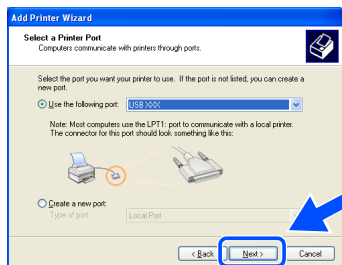 Add Printer Wizard
Select a Printer Port
Computers communicate with printers through ports.
Select the port you want your printer to use. If the port is not listed, you can create a
new port.
Use the following port: USB XXX
Note: Most computers use the LPT1: port to communicate with a local printer.
The connector for this port should look something like this:
Create a new port:
Type of port: Local Port
< Back Next > Cancel